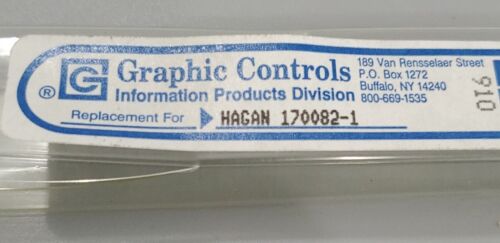 Graphic Controls
Information Products Division
189 Van Rensselaer Street
P.O. Box 1272
Buffalo, NY 14240
800-669-1535
Replacement For HAGAN 170082-1
910
G
®